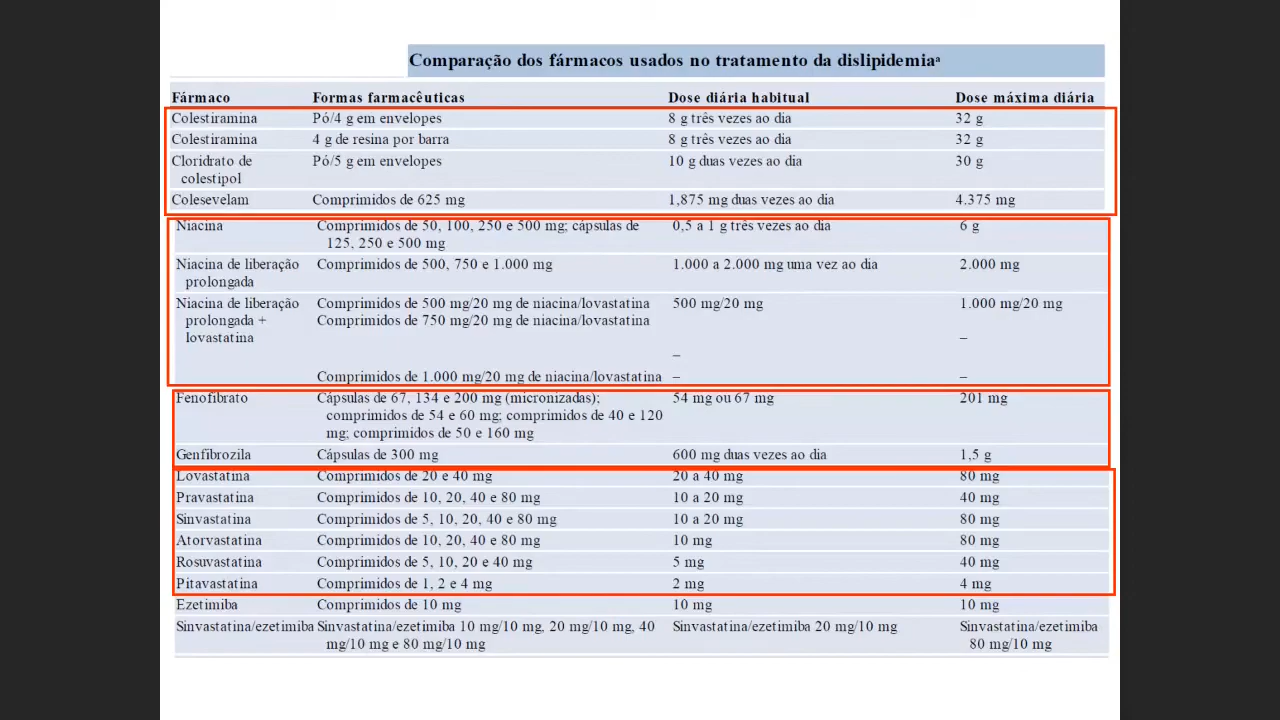 Comparação dos fármacos usados no tratamento da dislipidemiaᵃ
Fármaco Formas farmacêuticas Dose diária habitual Dose máxima diária
Colestiramina Pó/4 g em envelopes 8 g três vezes ao dia 32 g
Colestiramina 4 g de resina por barra 8 g três vezes ao dia 32 g
Cloridrato de Pó/5 g em envelopes 10 g duas vezes ao dia 30 g
colestipol
Colesevelam Comprimidos de 625 mg 1,875 mg duas vezes ao dia 4.375 mg
Niacina Comprimidos de 50, 100, 250 e 500 mg; cápsulas de 0,5 a 1 g três vezes ao dia 6 g
125, 250 e 500 mg
Niacina de liberação Comprimidos de 500, 750 e 1.000 mg 1.000 a 2.000 mg uma vez ao dia 2.000 mg
prolongada
Niacina de liberação Comprimidos de 500 mg/20 mg de niacina/lovastatina 500 mg/20 mg 1.000 mg/20 mg
prolongada + Comprimidos de 750 mg/20 mg de niacina/lovastatina
lovastatina –
–
Comprimidos de 1.000 mg/20 mg de niacina/lovastatina – –
Fenofibrato Cápsulas de 67, 134 e 200 mg (micronizadas); 54 mg ou 67 mg 201 mg
comprimidos de 54 e 60 mg; comprimidos de 40 e 120
mg; comprimidos de 50 e 160 mg
Genfibrozila Cápsulas de 300 mg 600 mg duas vezes ao dia 1,5 g
Lovastatina Comprimidos de 20 e 40 mg 20 a 40 mg 80 mg
Pravastatina Comprimidos de 10, 20, 40 e 80 mg 10 a 20 mg 40 mg
Sinvastatina Comprimidos de 5, 10, 20, 40 e 80 mg 10 a 20 mg 80 mg
Atorvastatina Comprimidos de 10, 20, 40 e 80 mg 10 mg 80 mg
Rosuvastatina Comprimidos de 5, 10, 20 e 40 mg 5 mg 40 mg
Pitavastatina Comprimidos de 1, 2 e 4 mg 2 mg 4 mg
Ezetimiba Comprimidos de 10 mg 10 mg 10 mg
Sinvastatina/ezetimiba Sinvastatina/ezetimiba 10 mg/10 mg, 20 mg/10 mg, 40 Sinvastatina/ezetimiba 20 mg/10 mg Sinvastatina/ezetimiba
mg/10 mg e 80 mg/10 mg 80 mg/10 mg